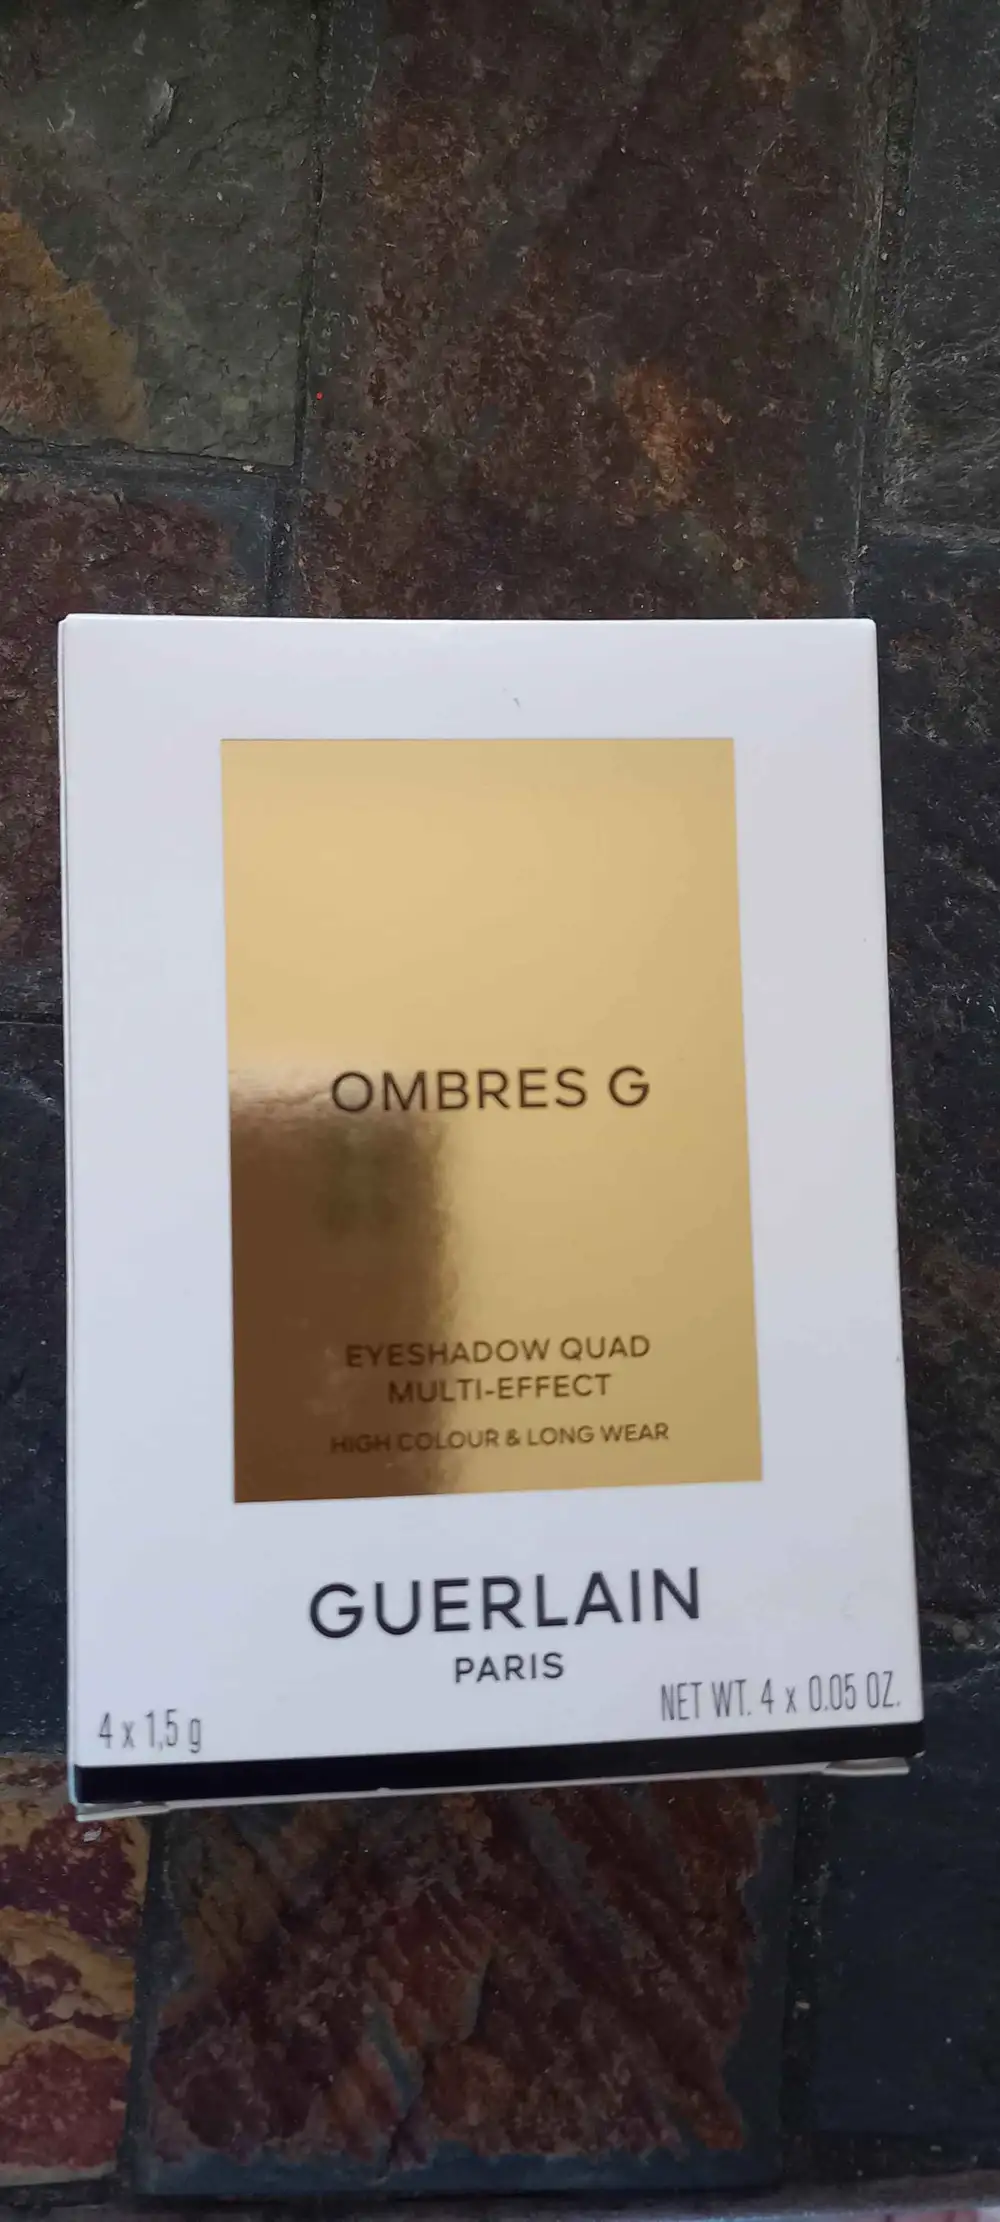 OMBRES G
EYESHADOW QUAD
MULTI-EFFECT
HIGH COLOUR & LONG WEAR
GUERLAIN
PARIS
4 x 1,5 g
NET WT. 4 x 0.05 OZ.